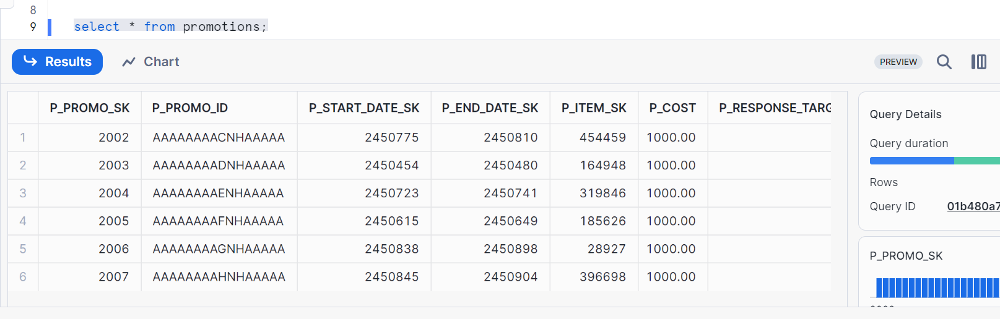 8
9 select * from promotions;
Results Chart PREVIEW
P_PROMO_SK P_PROMO_ID P_START_DATE_SK P_END_DATE_SK P_ITEM_SK P_COST P_RESPONSE_TARG
1 2002 AAAAAAAACNHAAAAA 2450775 2450810 454459 1000.00
2 2003 AAAAAAAADNHAAAAA 2450454 2450480 164948 1000.00
3 2004 AAAAAAAAENHAAAAA 2450723 2450741 319846 1000.00
4 2005 AAAAAAAAFNHAAAAA 2450615 2450649 185626 1000.00
5 2006 AAAAAAAAGNHAAAAA 2450838 2450898 28927 1000.00
6 2007 AAAAAAAAHNHAAAAA 2450845 2450904 396698 1000.00
Query Details
Query duration
Rows
Query ID 01b480a7
P_PROMO_SK